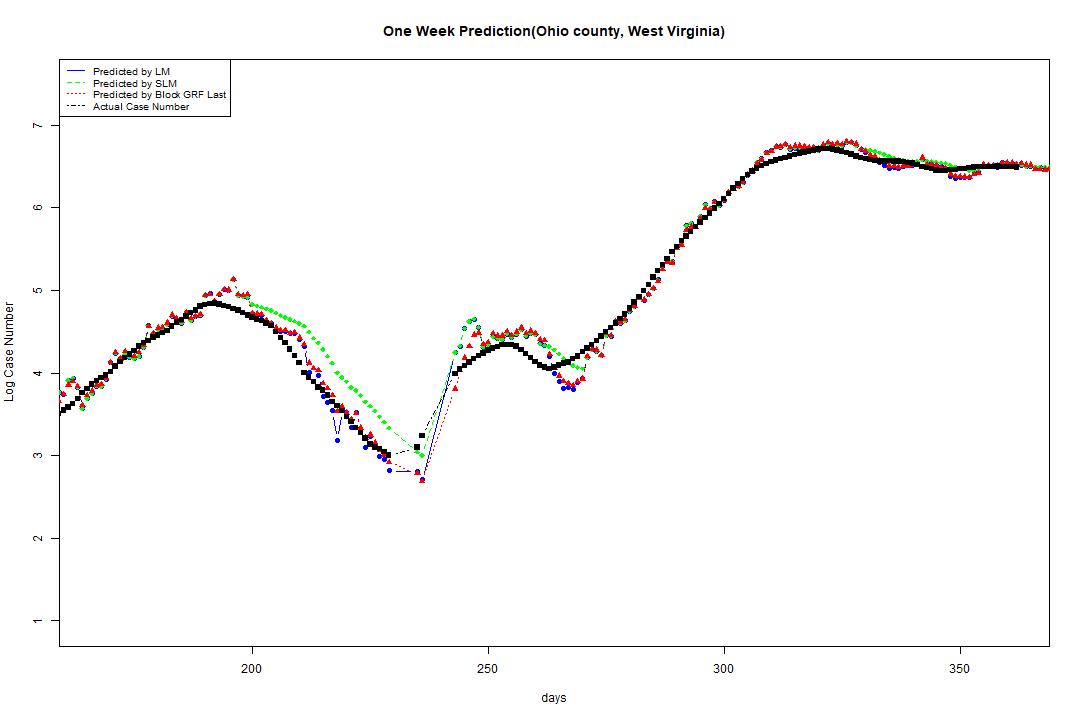 One Week Prediction(Ohio county, West Virginia)
Predicted by LM
Predicted by SLM
Predicted by Block GRF Last
Actual Case Number
7
6
5
4
3
2
1
Log Case Number
200 250 300 350
days